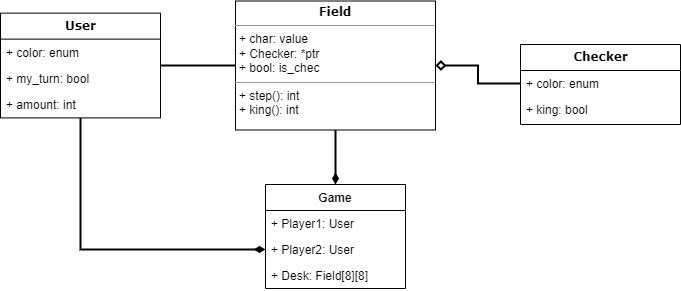 User
+ color: enum
+ my_turn: bool
+ amount: int
Field
+ char: value
+ Checker: *ptr
+ bool: is_chec
+ step(): int
+ king(): int
Checker
+ color: enum
+ king: bool
Game
+ Player1: User
+ Player2: User
+ Desk: Field[8][8]